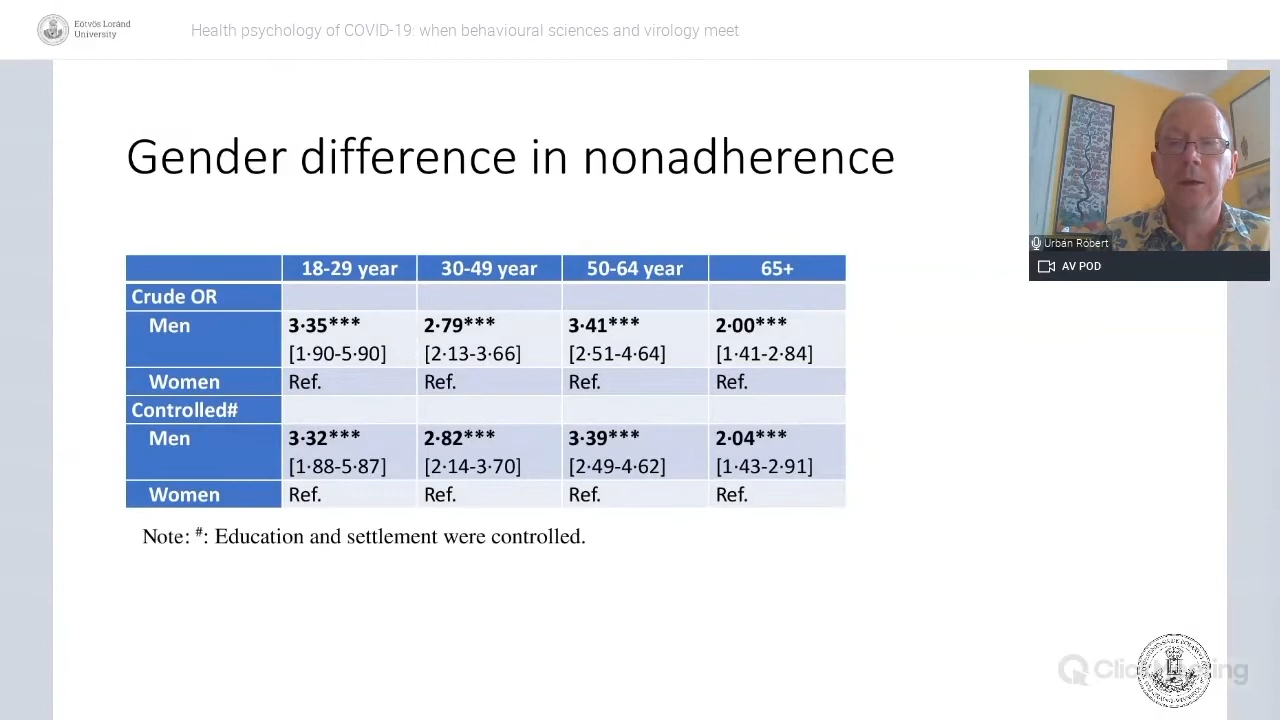 Eötvös Loránd
University
Health psychology of COVID-19: when behavioural sciences and virology meet
Gender difference in nonadherence
18-29 year 30-49 year 50-64 year 65+
Crude OR
Men 3·35*** 2·79*** 3·41*** 2·00***
[1·90-5·90] [2·13-3·66] [2·51-4·64] [1·41-2·84]
Women Ref. Ref. Ref. Ref.
Controlled#
Men 3·32*** 2·82*** 3·39*** 2·04***
[1·88-5·87] [2·14-3·70] [2·49-4·62] [1·43-2·91]
Women Ref. Ref. Ref. Ref.
Note: #: Education and settlement were controlled.
Urbán Róbert
AV POD